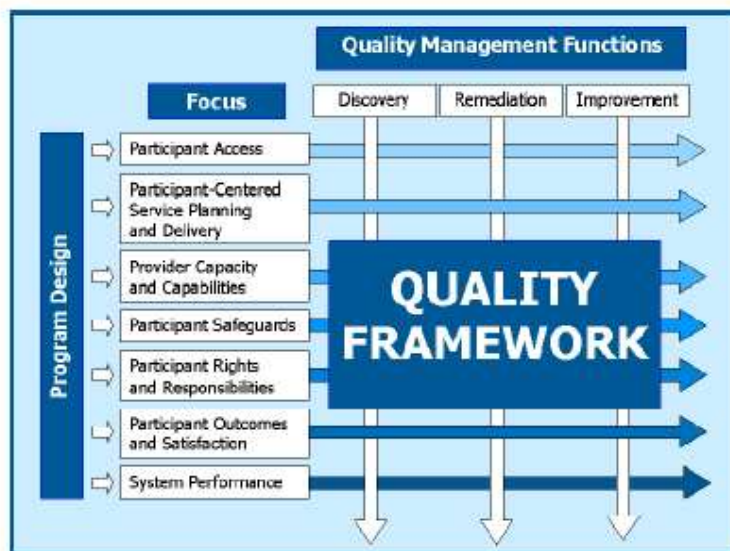 Quality Management Functions
Focus
Discovery
Remediation
Improvement
Program Design
Participant Access
Participant-Centered
Service Planning
and Delivery
Provider Capacity
and Capabilities
Participant Safeguards
Participant Rights
and Responsibilities
Participant Outcomes
and Satisfaction
System Performance
QUALITY
FRAMEWORK